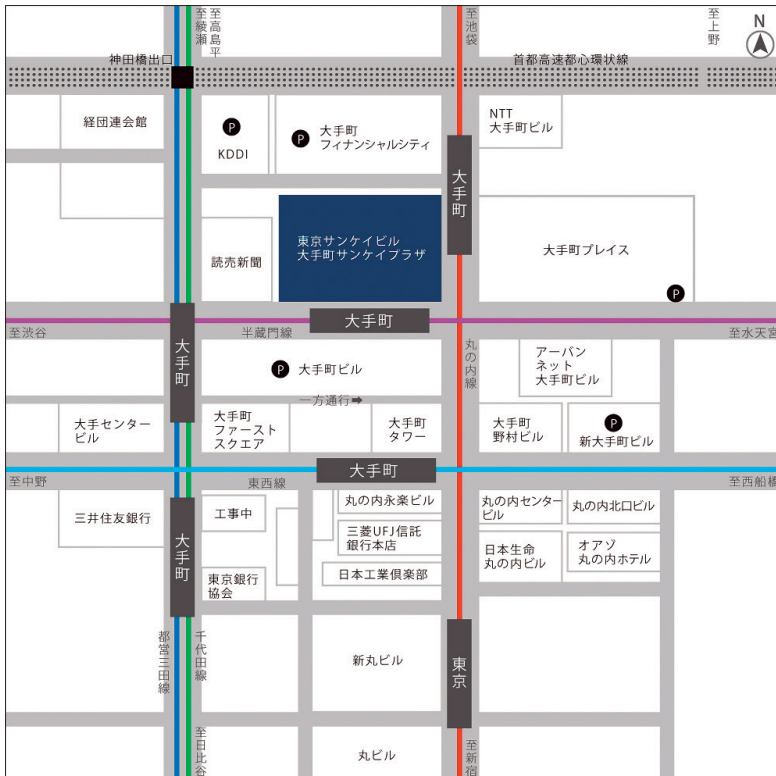 至綾瀬
至高島平
至池袋
至上野
N
神田橋出口
首都高速都心環状線
経団連会館
P
KDDI
P
大手町
フィナンシャルシティ
NTT
大手町ビル
大手町
読売新聞
東京サンケイビル
大手町サンケイプラザ
大手町プレイス
P
至渋谷
半蔵門線
大手町
至水天宮
大手町
P
大手町ビル
丸の内線
アーバン
ネット
大手町ビル
一方通行➡
大手センター
ビル
大手町
ファースト
スクエア
大手町
タワー
大手町
野村ビル
P
新大手町ビル
至中野
東西線
大手町
至西船橋
三井住友銀行
大手町
工事中
丸の内永楽ビル
丸の内センター
ビル
丸の内北口ビル
三菱UFJ信託
銀行本店
日本生命
丸の内ビル
オアゾ
丸の内ホテル
東京銀行
協会
日本工業倶楽部
都営三田線
千代田線
新丸ビル
東京
至日比谷
丸ビル
至新宿